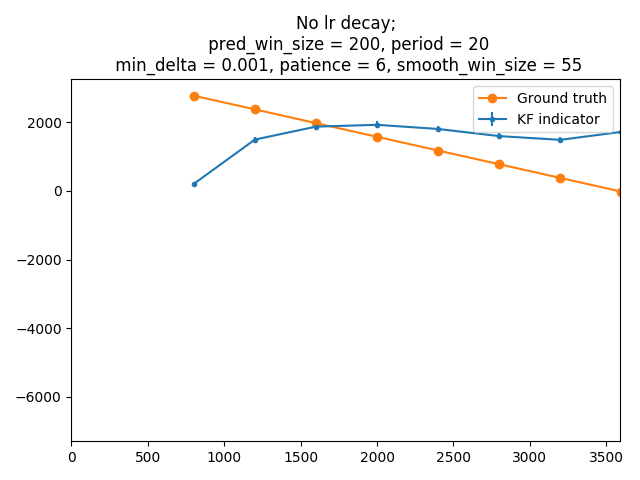 No lr decay;
pred_win_size = 200, period = 20
min_delta = 0.001, patience = 6, smooth_win_size = 55
Ground truth
KF indicator
2000
0
−2000
−4000
−6000
0 500 1000 1500 2000 2500 3000 3500